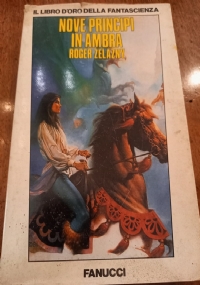 IL LIBRO D'ORO DELLA FANTASCIENZA
NOVE PRINCIPI
IN AMBRA
ROGER ZELAZNY
FANUCCI